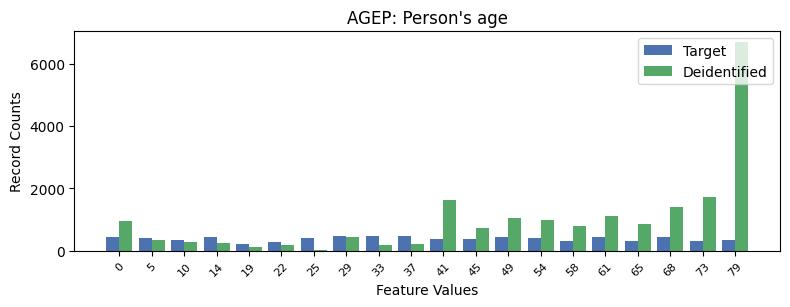 AGEP: Person's age
Target
Deidentified
Record Counts
6000
4000
2000
0
0 5 10 14 19 22 25 29 33 37 41 45 49 54 58 61 65 68 73 79
Feature Values